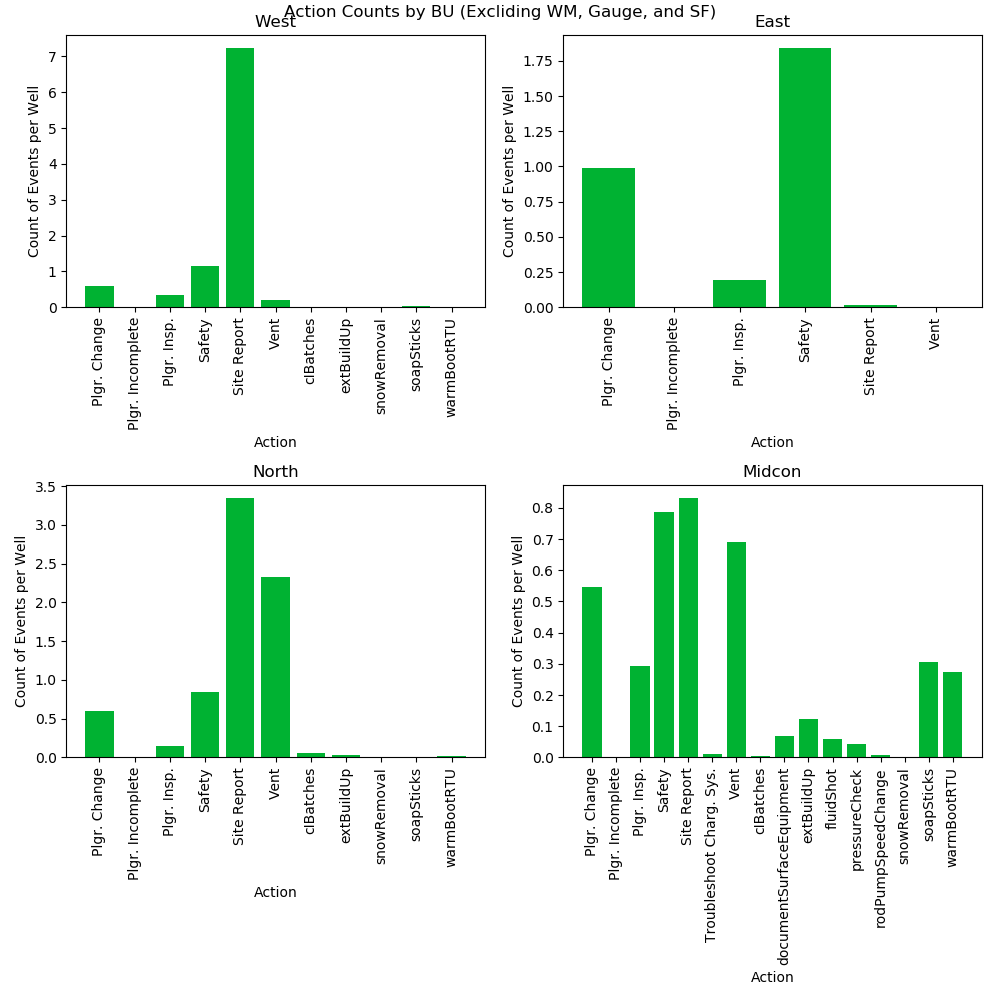 Action Counts by BU (Excliding WM, Gauge, and SF)
West
Count of Events per Well
7
6
5
4
3
2
1
0
Plgr. Change
Plgr. Incomplete
Plgr. Insp.
Safety
Site Report
Vent
clBatches
extBuildUp
snowRemoval
soapSticks
warmBootRTU
Action
East
Count of Events per Well
1.75
1.50
1.25
1.00
0.75
0.50
0.25
0.00
Plgr. Change
Plgr. Incomplete
Plgr. Insp.
Safety
Site Report
Vent
Action
North
Count of Events per Well
3.5
3.0
2.5
2.0
1.5
1.0
0.5
0.0
Plgr. Change
Plgr. Incomplete
Plgr. Insp.
Safety
Site Report
Vent
clBatches
extBuildUp
snowRemoval
soapSticks
warmBootRTU
Action
Midcon
Count of Events per Well
0.8
0.7
0.6
0.5
0.4
0.3
0.2
0.1
0.0
Plgr. Change
Plgr. Incomplete
Plgr. Insp.
Safety
Site Report
Troubleshoot Charg. Sys.
Vent
clBatches
documentSurfaceEquipment
extBuildUp
fluidShot
pressureCheck
rodPumpSpeedChange
snowRemoval
soapSticks
warmBootRTU
Action